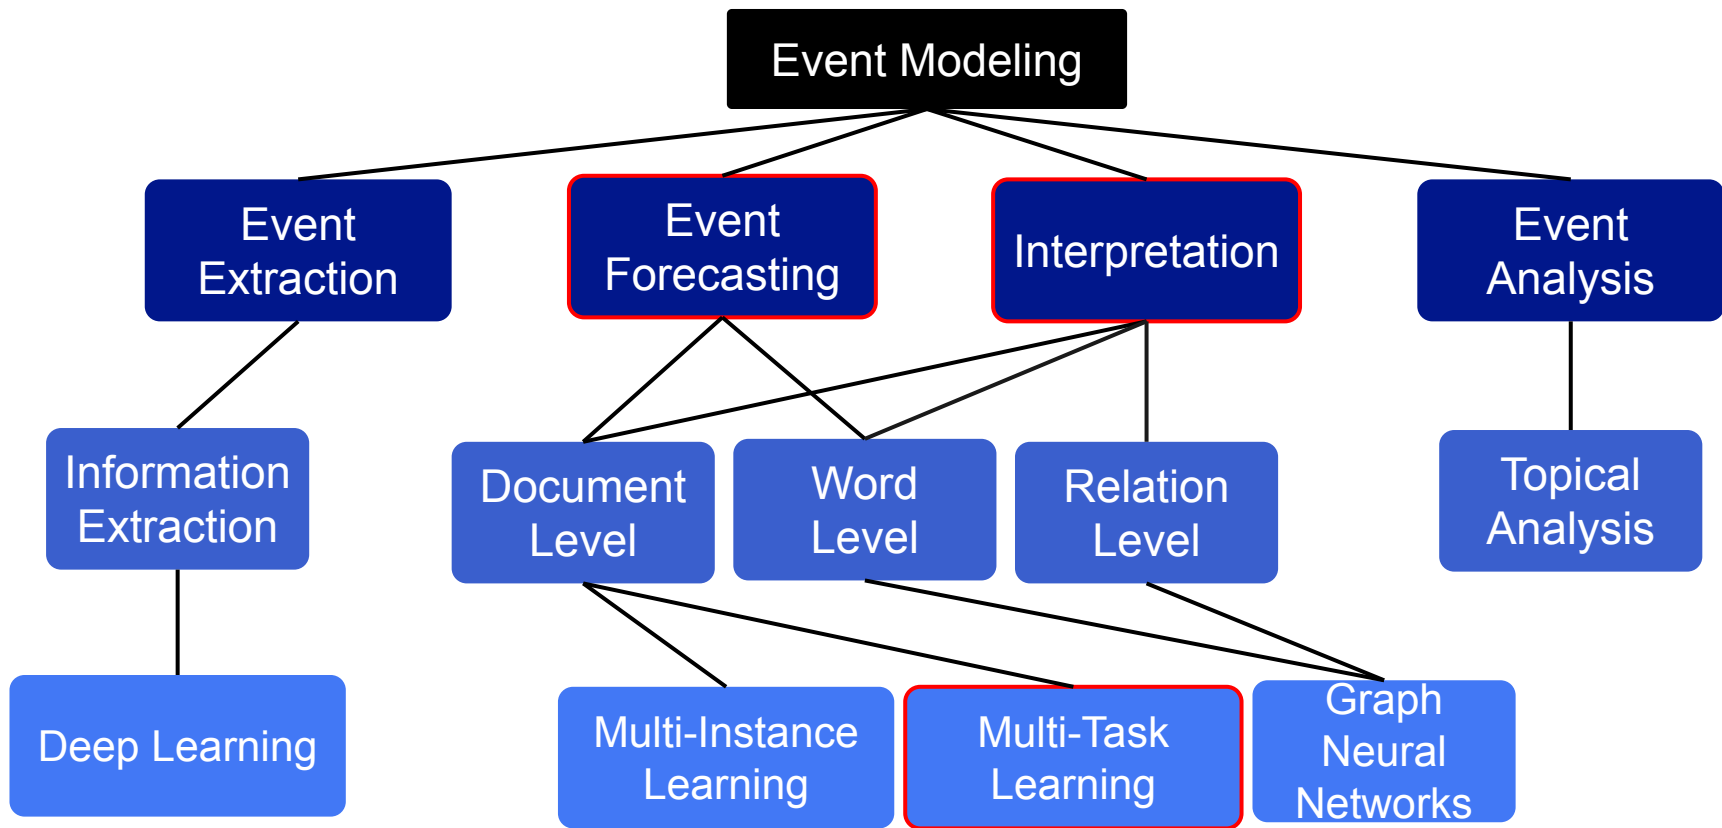 Event Modeling
Event
Extraction
Event
Forecasting
Interpretation
Event
Analysis
Information
Extraction
Document
Level
Word
Level
Relation
Level
Topical
Analysis
Deep Learning
Multi-Instance
Learning
Multi-Task
Learning
Graph
Neural
Networks